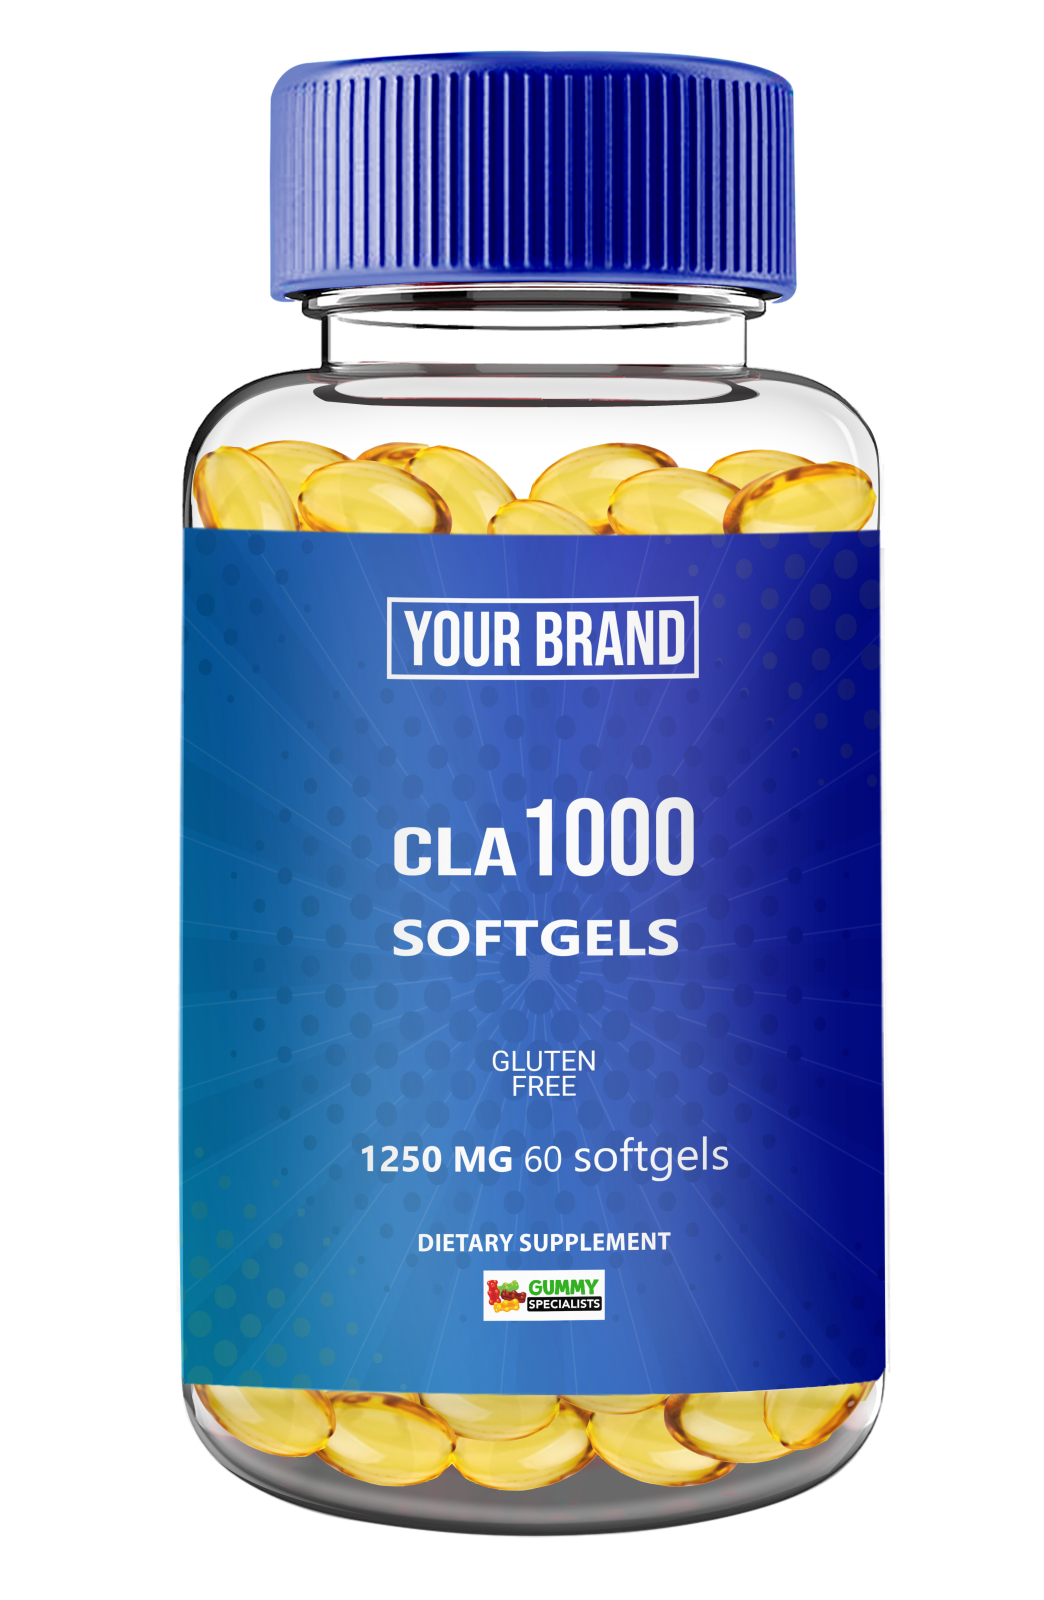 YOUR BRAND
CLA 1000
SOFTGELS
GLUTEN
FREE
1250 MG 60 softgels
DIETARY SUPPLEMENT
GUMMY
SPECIALISTS